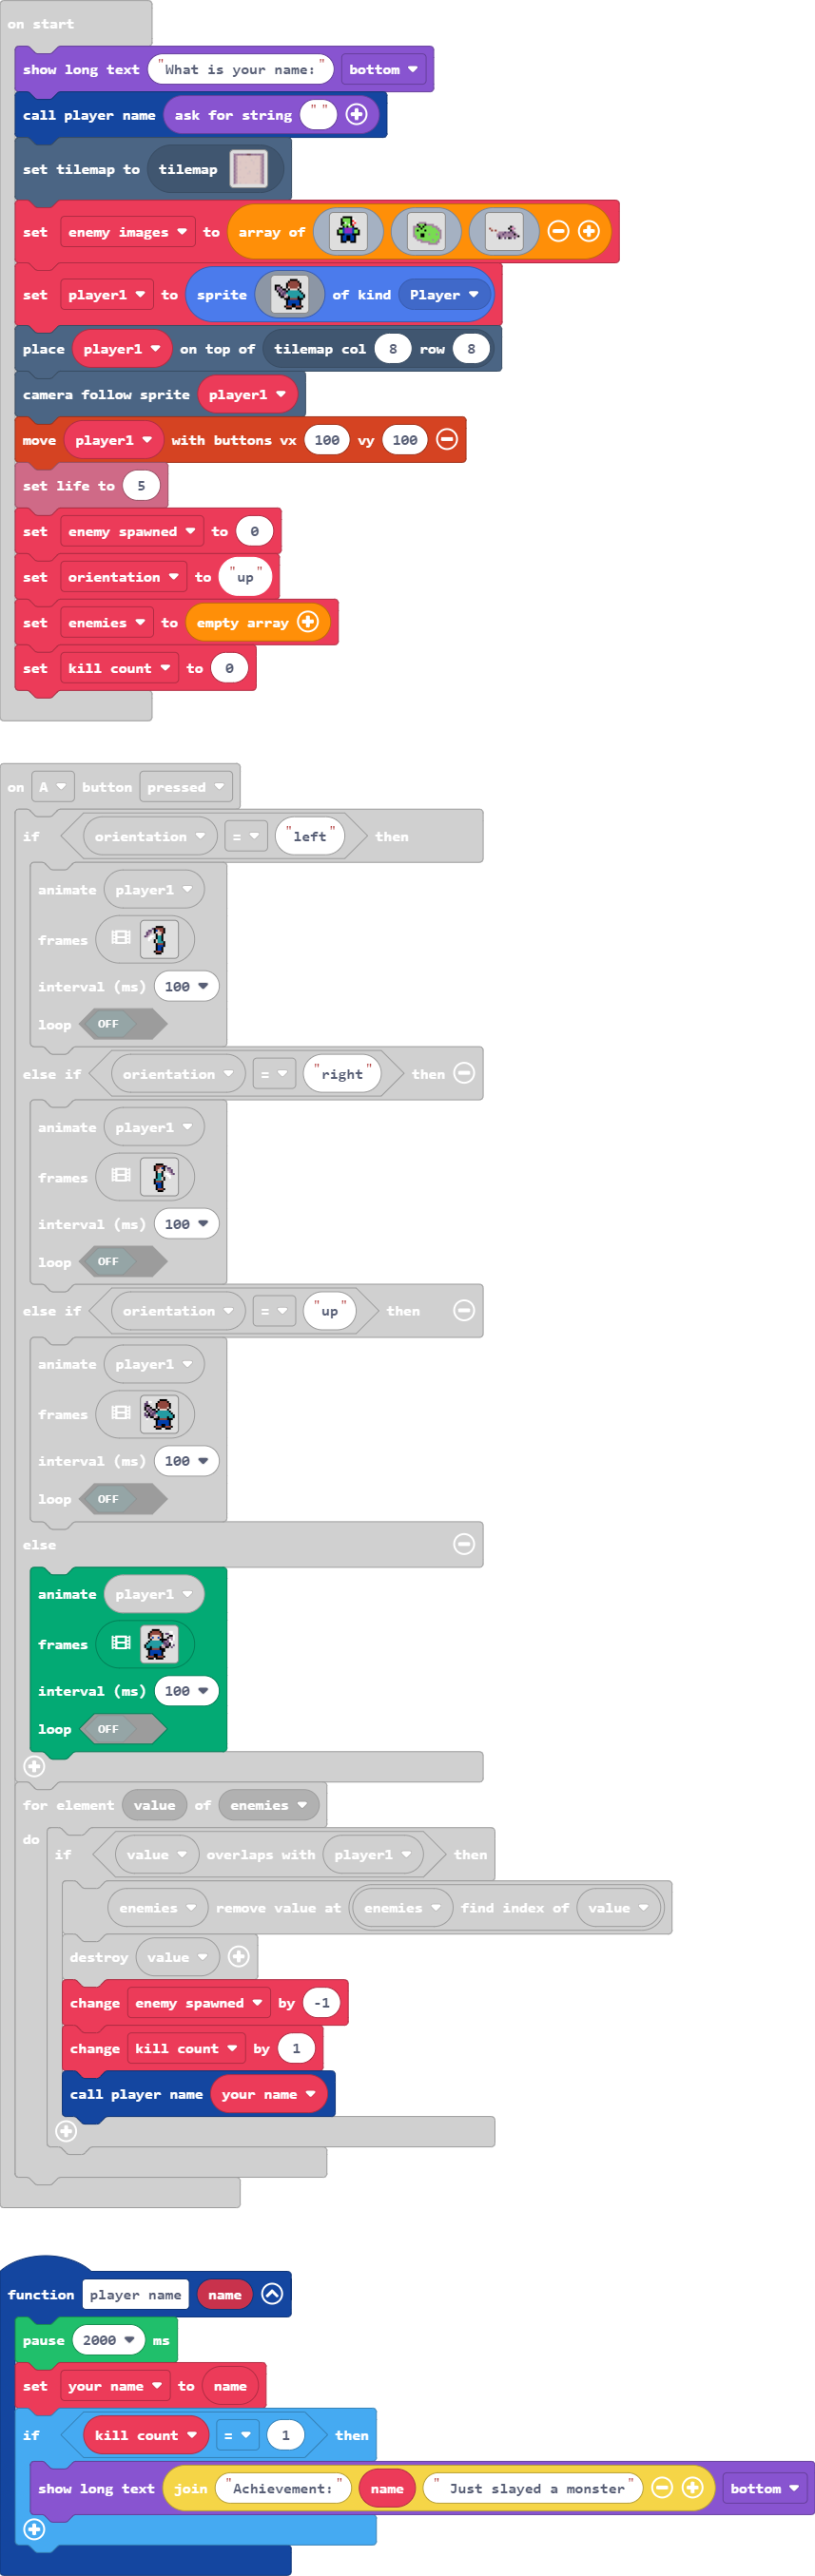 on start
show long text "What is your name:" bottom
call player name ask for string " "
set tilemap to tilemap
set enemy images to array of
set player1 to sprite of kind Player
place player1 on top of tilemap col 8 row 8
camera follow sprite player1
move player1 with buttons vx 100 vy 100
set life to 5
set enemy spawned to 0
set orientation to "up"
set enemies to empty array
set kill count to 0
on A button pressed
if orientation = "left" then
animate player1
frames
interval (ms) 100
loop OFF
else if orientation = "right" then
animate player1
frames
interval (ms) 100
loop OFF
else if orientation = "up" then
animate player1
frames
interval (ms) 100
loop OFF
else
animate player1
frames
interval (ms) 100
loop OFF
for element value of enemies
do
if value overlaps with player1 then
enemies remove value at enemies find index of value
destroy value
change enemy spawned by -1
change kill count by 1
call player name your name
function player name name
pause 2000 ms
set your name to name
if kill count = 1 then
show long text join "Achievement:" name " Just slayed a monster" bottom